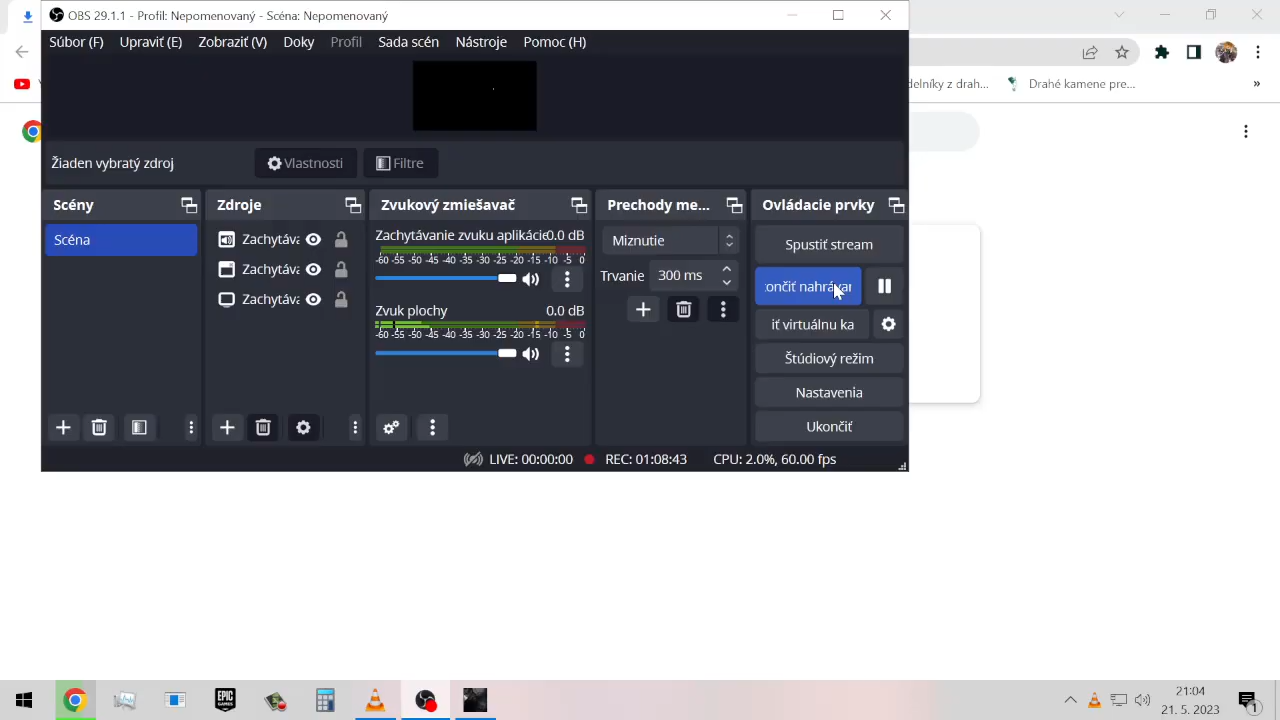 OBS 29.1.1 - Profil: Nepomenovaný - Scéna: Nepomenovaný
Súbor (F) Upraviť (E) Zobraziť (V) Doky Profil Sada scén Nástroje Pomoc (H)
delníky z drah... Drahé kamene pre... »
Žiaden vybratý zdroj Vlastnosti Filtre
Scény Zdroje Zvukový zmiešavač Prechody me... Ovládacie prvky
Scéna
Zachytáva
Zachytáva
Zachytáva
Zachytávanie zvuku aplikácie 0.0 dB
-60 -55 -50 -45 -40 -35 -30 -25 -20 -15 -10 -5 0
Zvuk plochy 0.0 dB
-60 -55 -50 -45 -40 -35 -30 -25 -20 -15 -10 -5 0
Miznutie
Trvanie 300 ms
Spustiť stream
končiť nahrávan
iť virtuálnu ka
Štúdiový režim
Nastavenia
Ukončiť
LIVE: 00:00:00 REC: 01:08:43 CPU: 2.0%, 60.00 fps
EPIC GAMES
21:04
21. 5. 2023
1